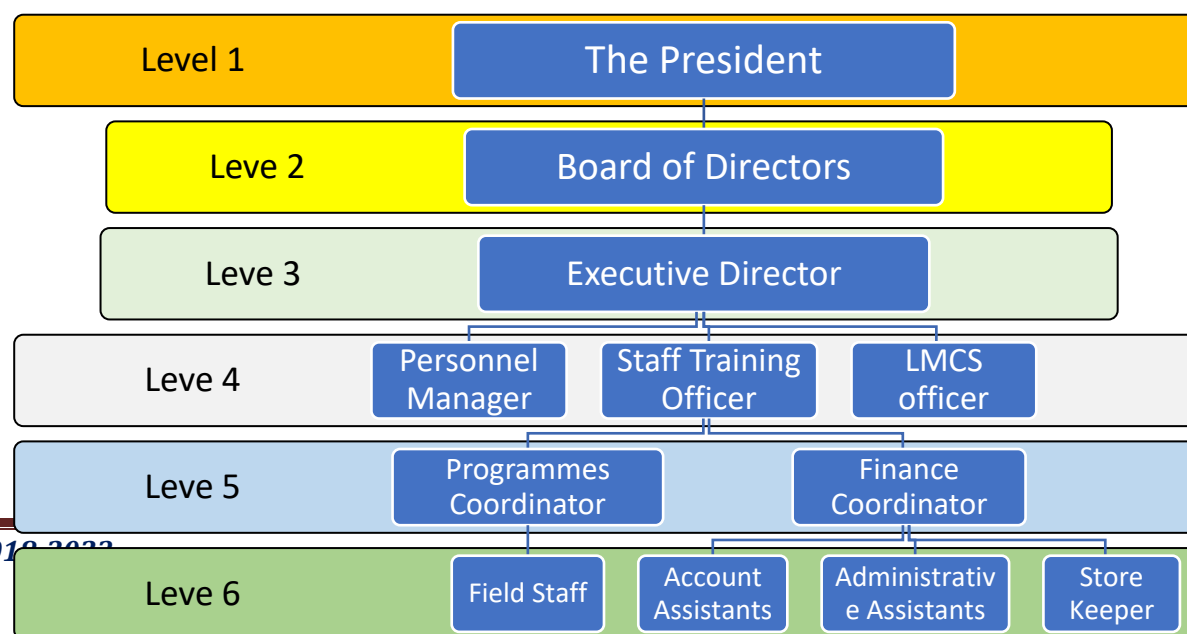 Level 1
The President
Leve 2
Board of Directors
Leve 3
Executive Director
Leve 4
Personnel
Manager
Staff Training
Officer
LMCS
officer
Leve 5
Programmes
Coordinator
Finance
Coordinator
Leve 6
Field Staff
Account
Assistants
Administrativ
e Assistants
Store
Keeper